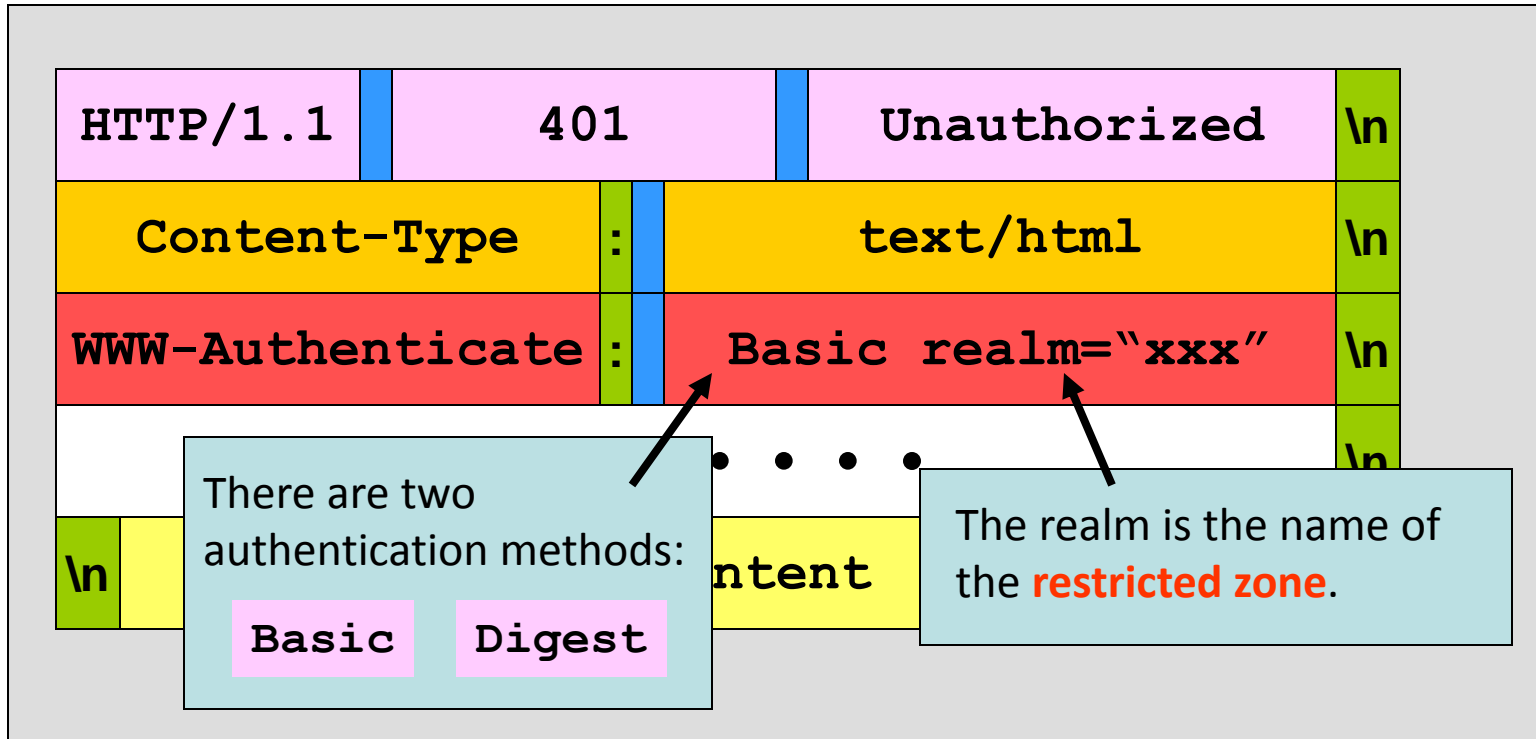 HTTP/1.1 401 Unauthorized \n
Content-Type : text/html \n
WWW-Authenticate : Basic realm=“xxx” \n
. . . . \n
\n ntent
There are two
authentication methods:
Basic Digest
The realm is the name of
the restricted zone.